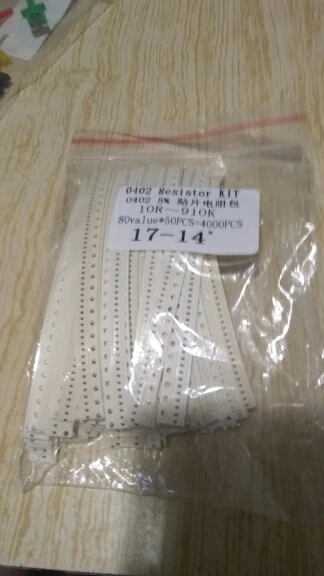 0402 Resistor KIT
0402 5% 贴片电阻包
10R～910K
80value*50PCS=4000PCS
17-14#